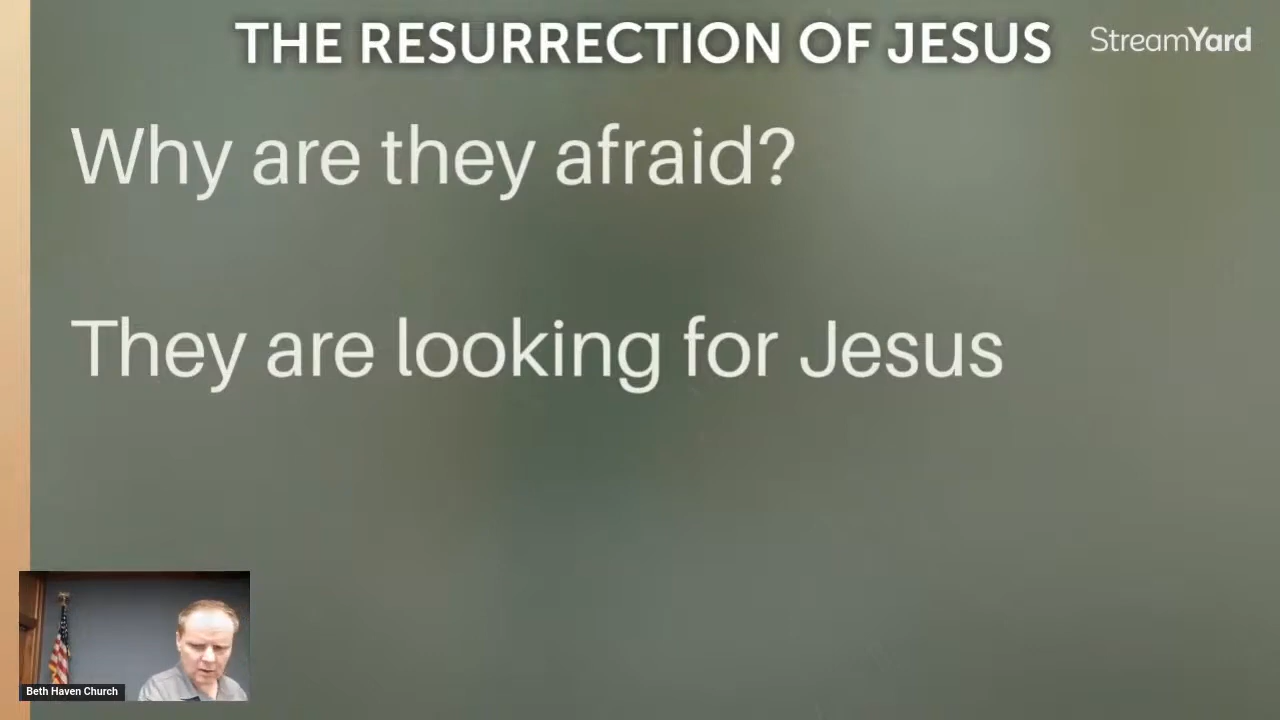 THE RESURRECTION OF JESUS
StreamYard
Why are they afraid?
They are looking for Jesus
Beth Haven Church